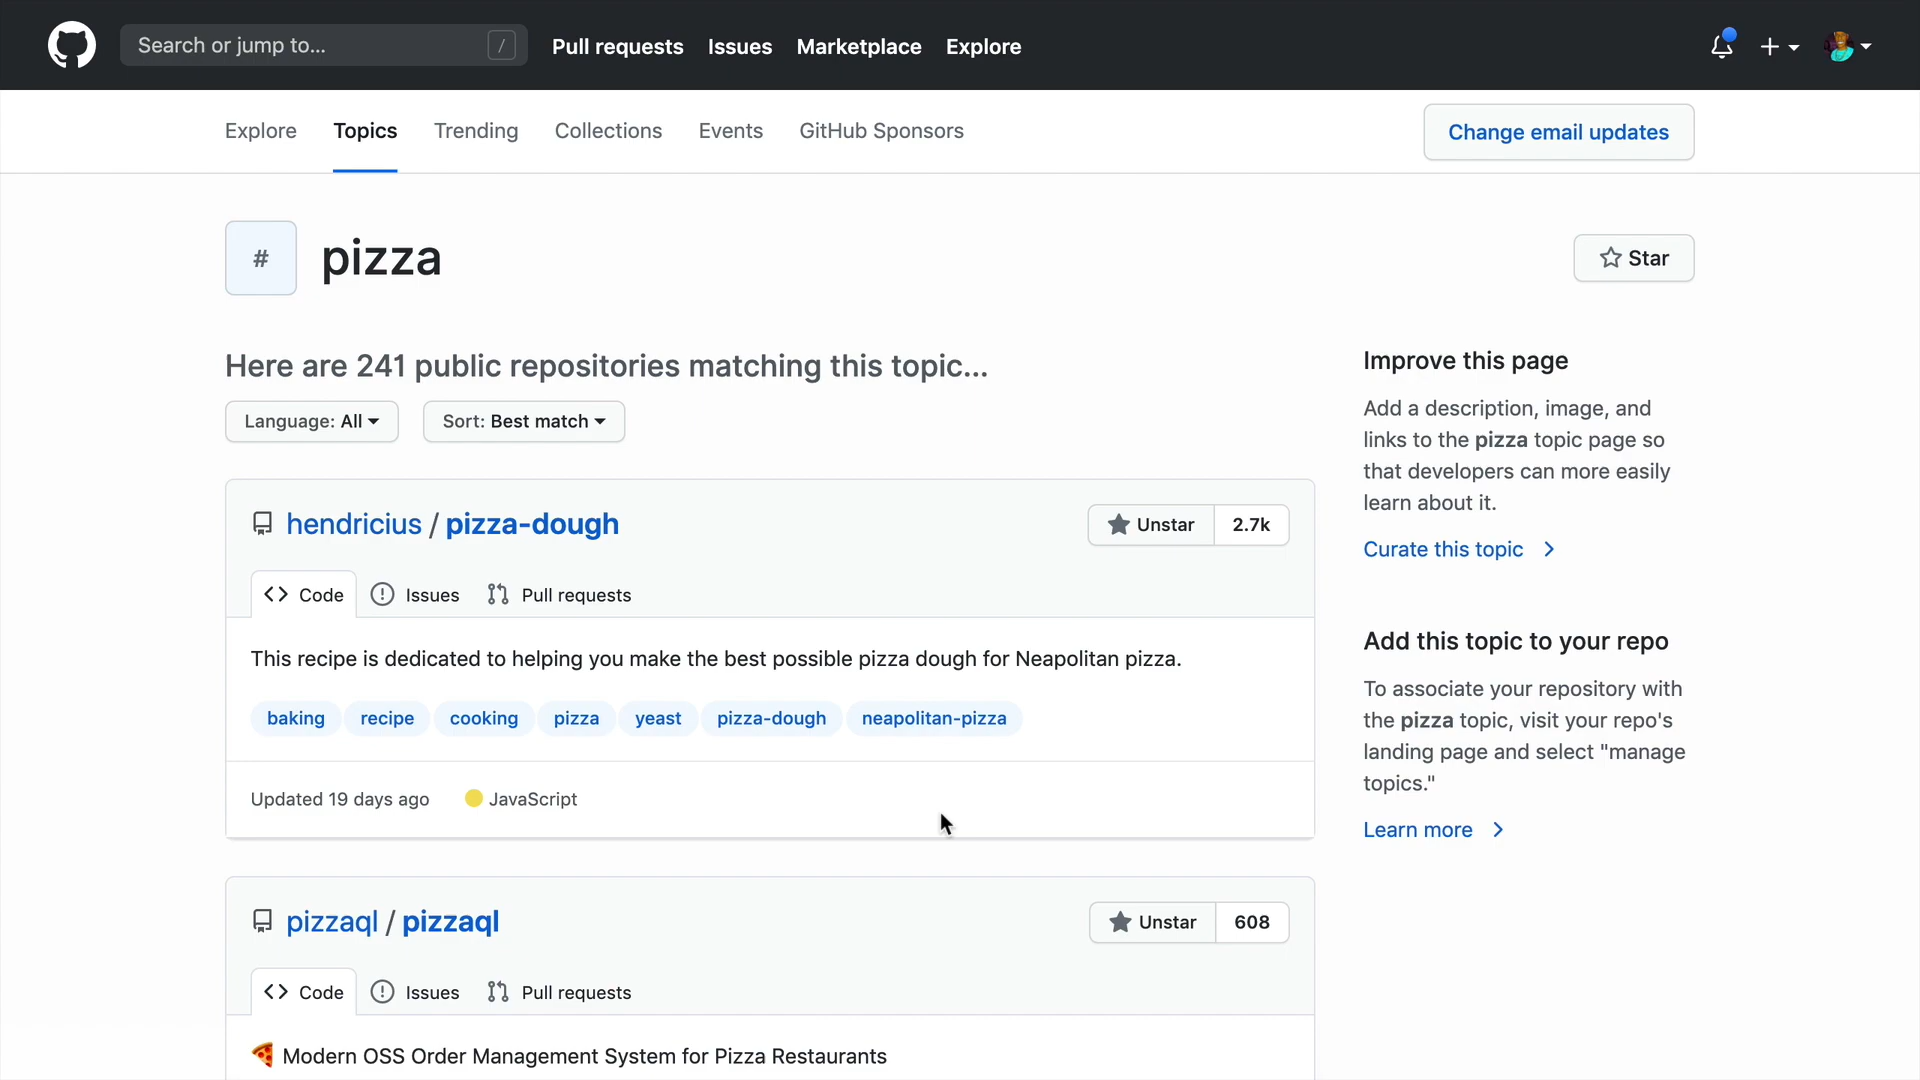 Search or jump to... /
Pull requests Issues Marketplace Explore
Explore Topics Trending Collections Events GitHub Sponsors
Change email updates
# pizza
Star
Here are 241 public repositories matching this topic...
Language: All
Sort: Best match
hendricius / pizza-dough
Unstar 2.7k
Code Issues Pull requests
This recipe is dedicated to helping you make the best possible pizza dough for Neapolitan pizza.
baking recipe cooking pizza yeast pizza-dough neapolitan-pizza
Updated 19 days ago JavaScript
pizzaql / pizzaql
Unstar 608
Code Issues Pull requests
Modern OSS Order Management System for Pizza Restaurants
Improve this page
Add a description, image, and
links to the pizza topic page so
that developers can more easily
learn about it.
Curate this topic
Add this topic to your repo
To associate your repository with
the pizza topic, visit your repo's
landing page and select "manage
topics."
Learn more